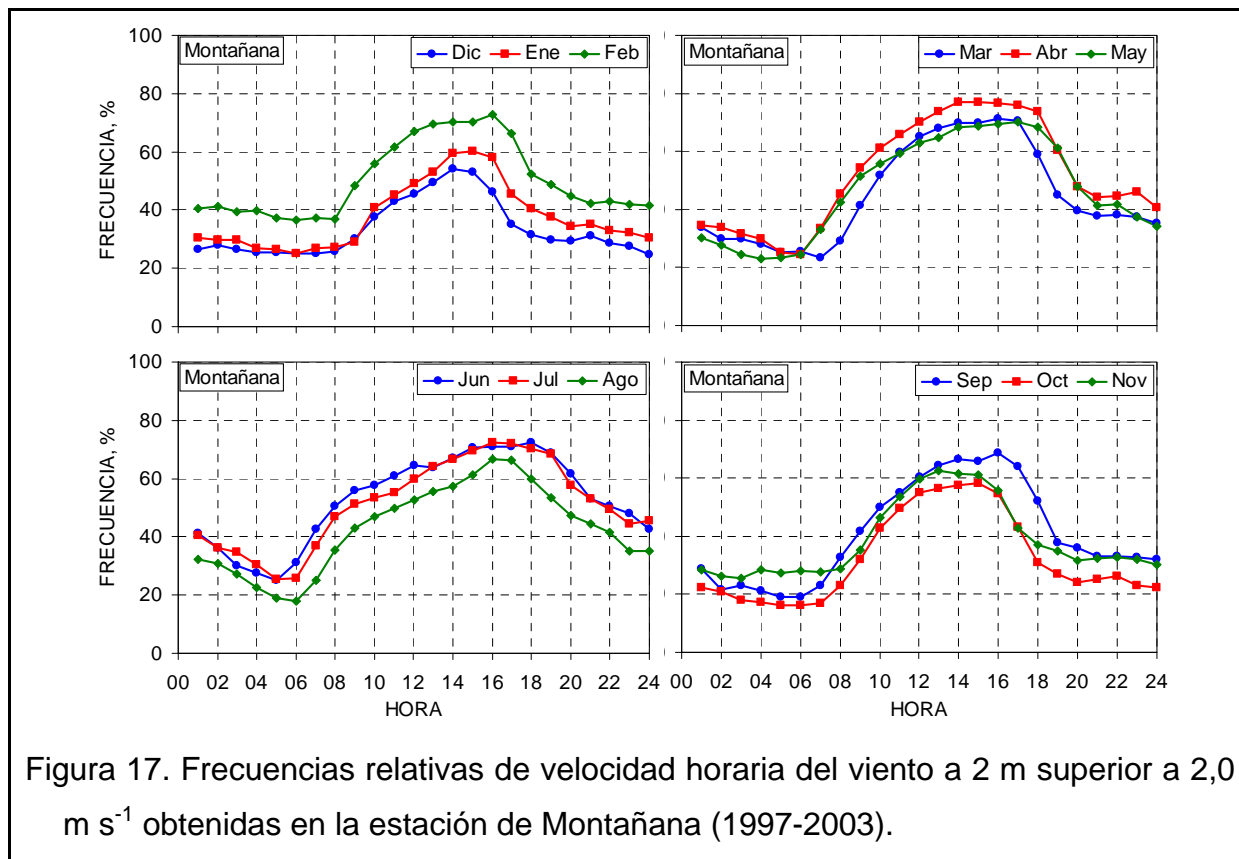 Montañana
Dic Ene Feb
Montañana
Mar Abr May
100
80
60
40
20
0
FRECUENCIA, %
Montañana
Jun Jul Ago
Montañana
Sep Oct Nov
100
80
60
40
20
0
FRECUENCIA, %
00 02 04 06 08 10 12 14 16 18 20 22 24
HORA
00 02 04 06 08 10 12 14 16 18 20 22 24
HORA
Figura 17. Frecuencias relativas de velocidad horaria del viento a 2 m superior a 2,0
m s⁻¹ obtenidas en la estación de Montañana (1997-2003).